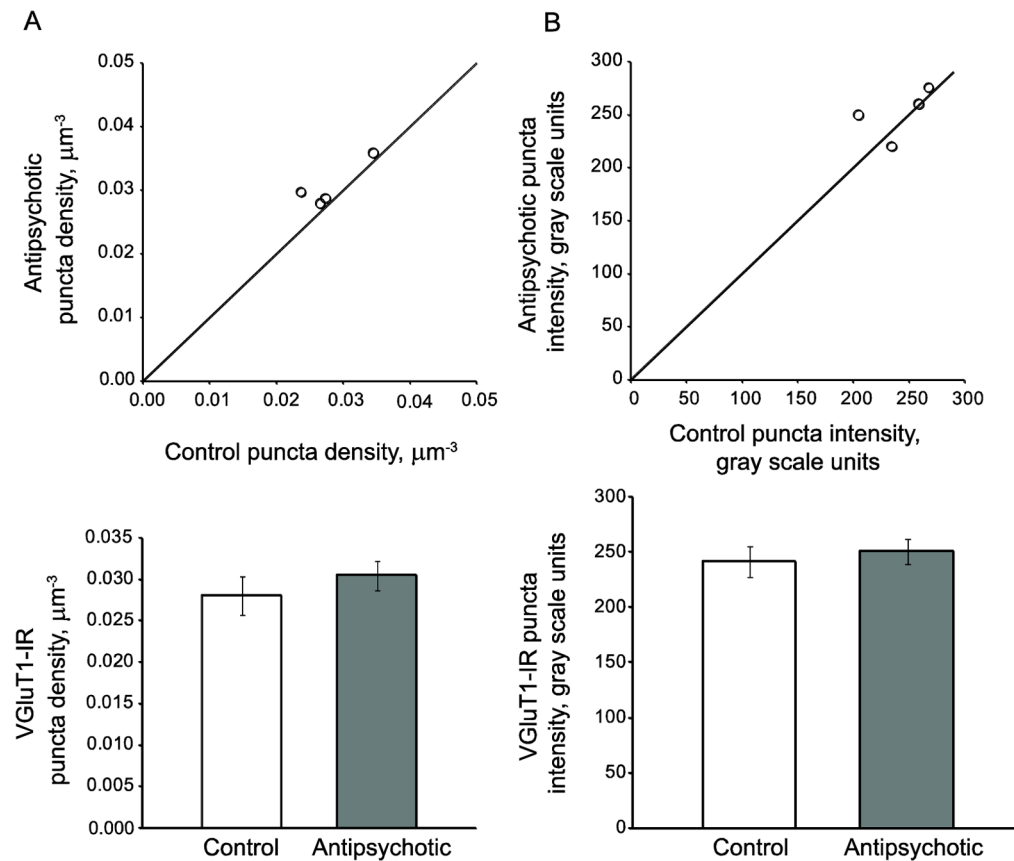 A
0.05
0.04
0.03
0.02
0.01
0.00
Antipsychotic
puncta density, μm-3
0.00 0.01 0.02 0.03 0.04 0.05
Control puncta density, μm-3
B
300
250
200
150
100
50
0
Antipsychotic puncta
intensity, gray scale units
0 50 100 150 200 250 300
Control puncta intensity,
gray scale units
0.035
0.030
0.025
0.020
0.015
0.010
0.005
0.000
VGluT1-IR
puncta density, μm-3
Control Antipsychotic
300
250
200
150
100
50
0
VGluT1-IR puncta
intensity, gray scale units
Control Antipsychotic